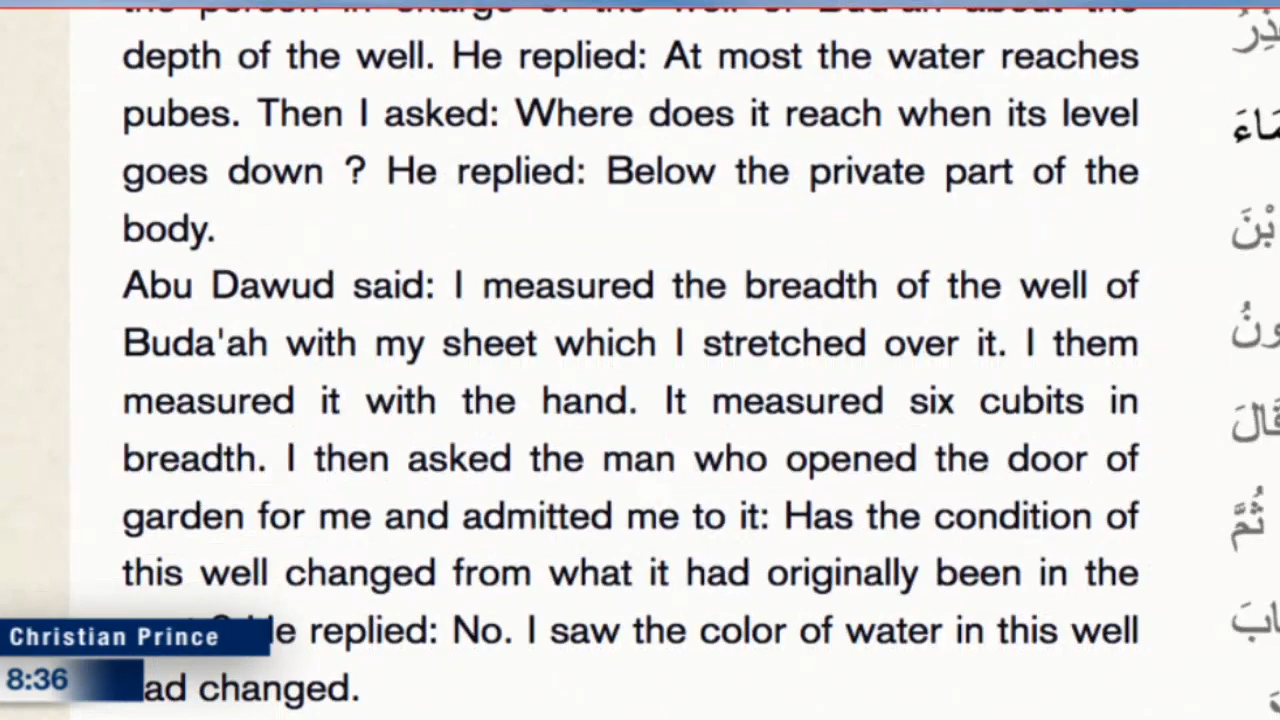 depth of the well. He replied: At most the water reaches
pubes. Then I asked: Where does it reach when its level
goes down ? He replied: Below the private part of the
body.
Abu Dawud said: I measured the breadth of the well of
Buda'ah with my sheet which I stretched over it. I them
measured it with the hand. It measured six cubits in
breadth. I then asked the man who opened the door of
garden for me and admitted me to it: Has the condition of
this well changed from what it had originally been in the
replied: No. I saw the color of water in this well
changed.
Christian Prince
8:36
بْنَ
ثُمَّ